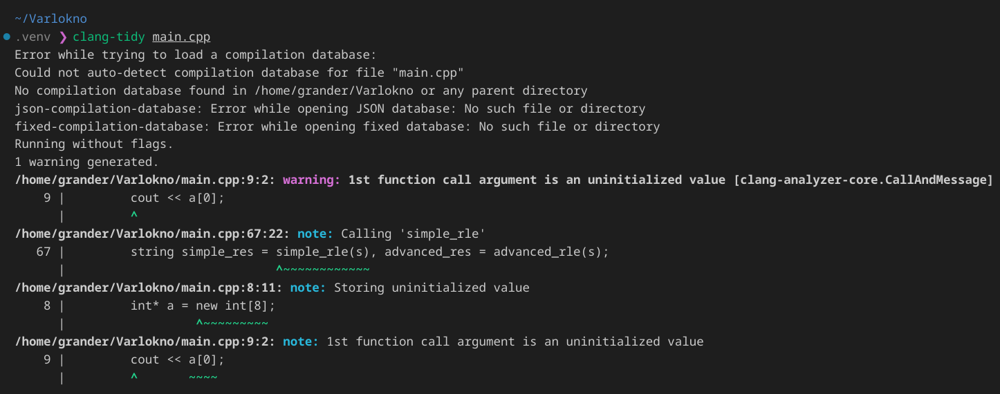 ~/Varlokno
.venv ❯ clang-tidy main.cpp
Error while trying to load a compilation database:
Could not auto-detect compilation database for file "main.cpp"
No compilation database found in /home/grander/Varlokno or any parent directory
json-compilation-database: Error while opening JSON database: No such file or directory
fixed-compilation-database: Error while opening fixed database: No such file or directory
Running without flags.
1 warning generated.
/home/grander/Varlokno/main.cpp:9:2: warning: 1st function call argument is an uninitialized value [clang-analyzer-core.CallAndMessage]
    9 |         cout << a[0];
      |         ^
/home/grander/Varlokno/main.cpp:67:22: note: Calling 'simple_rle'
   67 |         string simple_res = simple_rle(s), advanced_res = advanced_rle(s);
      |                             ^~~~~~~~~~~~~
/home/grander/Varlokno/main.cpp:8:11: note: Storing uninitialized value
    8 |         int* a = new int[8];
      |                  ^~~~~~~~~~
/home/grander/Varlokno/main.cpp:9:2: note: 1st function call argument is an uninitialized value
    9 |         cout << a[0];
      |         ^       ~~~~